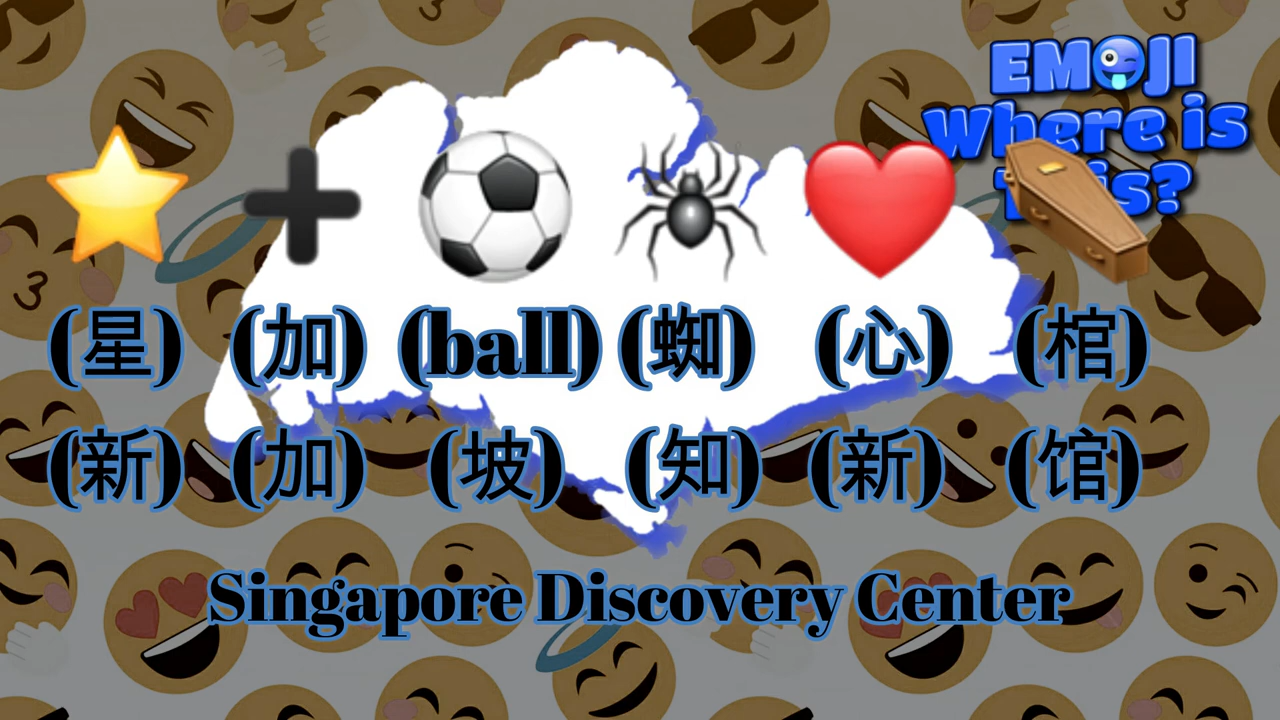 EMOJI
Where is
this?
(星) (加) (ball) (蜘) (心) (棺)
(新) (加) (坡) (知) (新) (馆)
Singapore Discovery Center